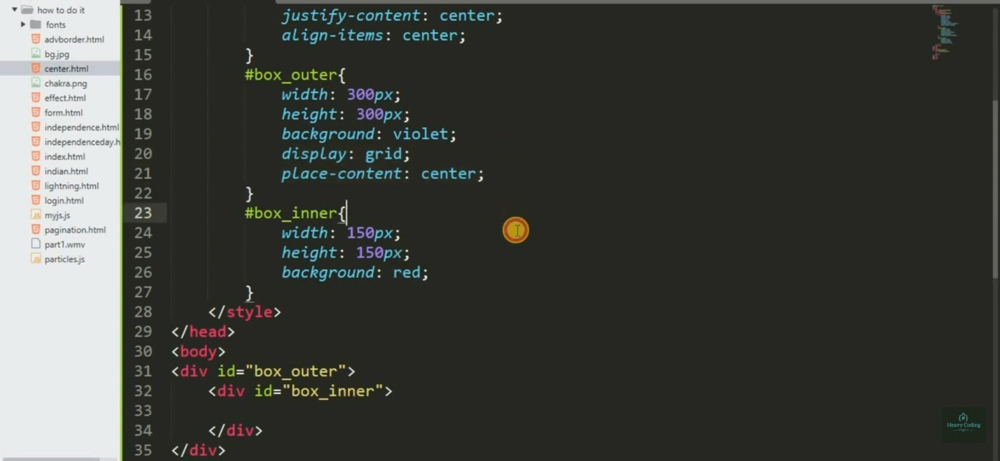 how to do it
fonts
advborder.html
bg.jpg
center.html
chakra.png
effect.html
form.html
independence.html
independenceday.h
index.html
indian.html
lightning.html
login.html
myjs.js
pagination.html
part1.wmv
particles.js
13 justify-content: center;
14 align-items: center;
15 }
16 #box_outer{
17 width: 300px;
18 height: 300px;
19 background: violet;
20 display: grid;
21 place-content: center;
22 }
23 #box_inner{
24 width: 150px;
25 height: 150px;
26 background: red;
27 }
28 </style>
29 </head>
30 <body>
31 <div id="box_outer">
32 <div id="box_inner">
33
34 </div>
35 </div>
{#}
Heavy Coding